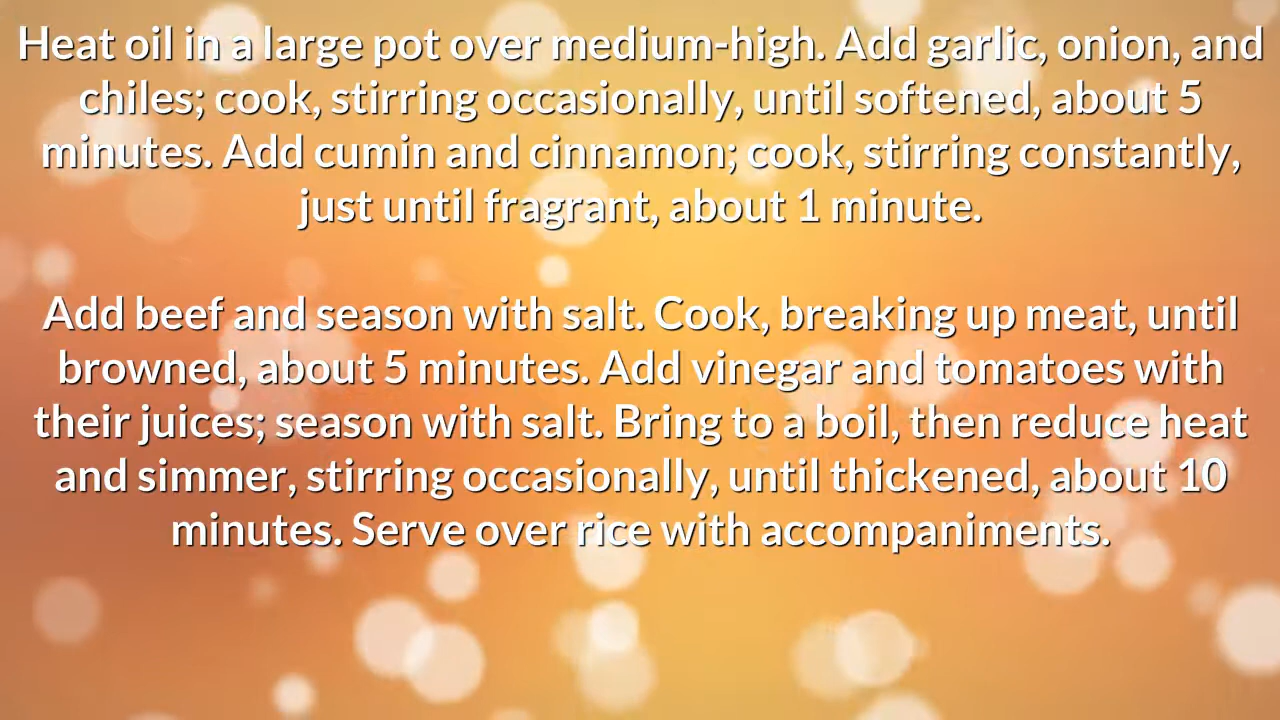 Heat oil in a large pot over medium-high. Add garlic, onion, and
chiles; cook, stirring occasionally, until softened, about 5
minutes. Add cumin and cinnamon; cook, stirring constantly,
just until fragrant, about 1 minute.
Add beef and season with salt. Cook, breaking up meat, until
browned, about 5 minutes. Add vinegar and tomatoes with
their juices; season with salt. Bring to a boil, then reduce heat
and simmer, stirring occasionally, until thickened, about 10
minutes. Serve over rice with accompaniments.